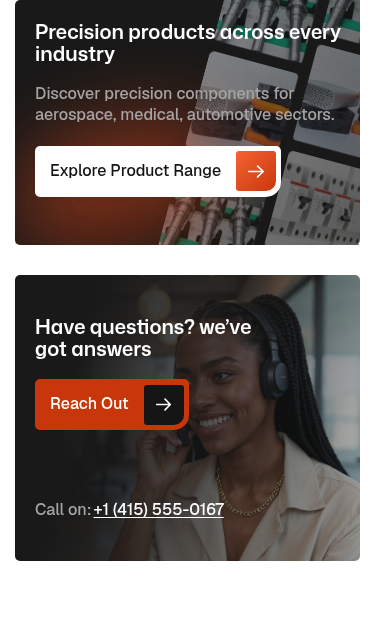 Precision products across every
industry
Discover precision components for
aerospace, medical, automotive sectors.
Explore Product Range
Have questions? we’ve
got answers
Reach Out
Call on: +1 (415) 555-0167